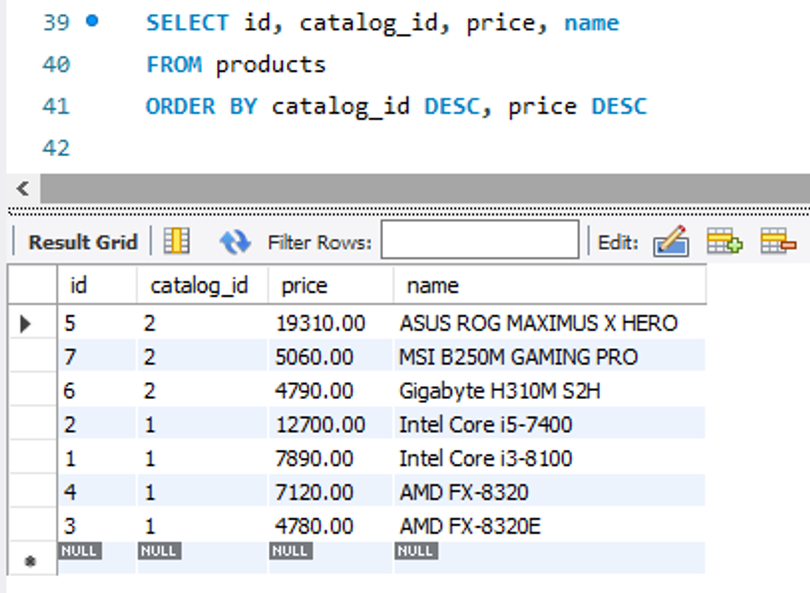 39 SELECT id, catalog_id, price, name
40 FROM products
41 ORDER BY catalog_id DESC, price DESC
42
Result Grid Filter Rows: Edit:
id catalog_id price name
5 2 19310.00 ASUS ROG MAXIMUS X HERO
7 2 5060.00 MSI B250M GAMING PRO
6 2 4790.00 Gigabyte H310M S2H
2 1 12700.00 Intel Core i5-7400
1 1 7890.00 Intel Core i3-8100
4 1 7120.00 AMD FX-8320
3 1 4780.00 AMD FX-8320E
NULL NULL NULL NULL